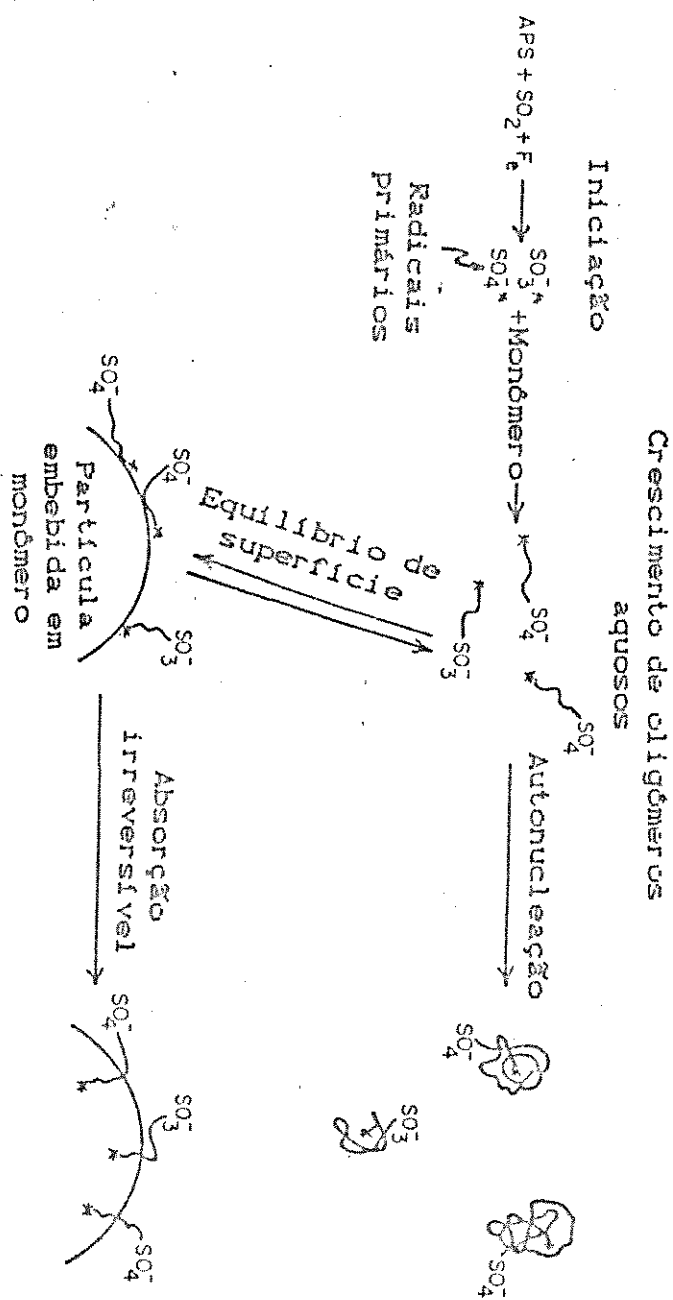 Iniciação
APS + SO₂ + Fe → SO₃⁻* SO₄⁻* + Monômero →
Radicais
primários
Crescimento de oligômeros
aquosos
SO₄⁻
SO₄⁻
SO₃⁻
Autonucleação
SO₄⁻
SO₃⁻
SO₄⁻
Equilíbrio de
superfície
SO₄⁻
SO₄⁻
SO₃⁻
Partícula
embebida em
monômero
Absorção
irreversível
SO₄⁻
SO₃⁻
SO₄⁻